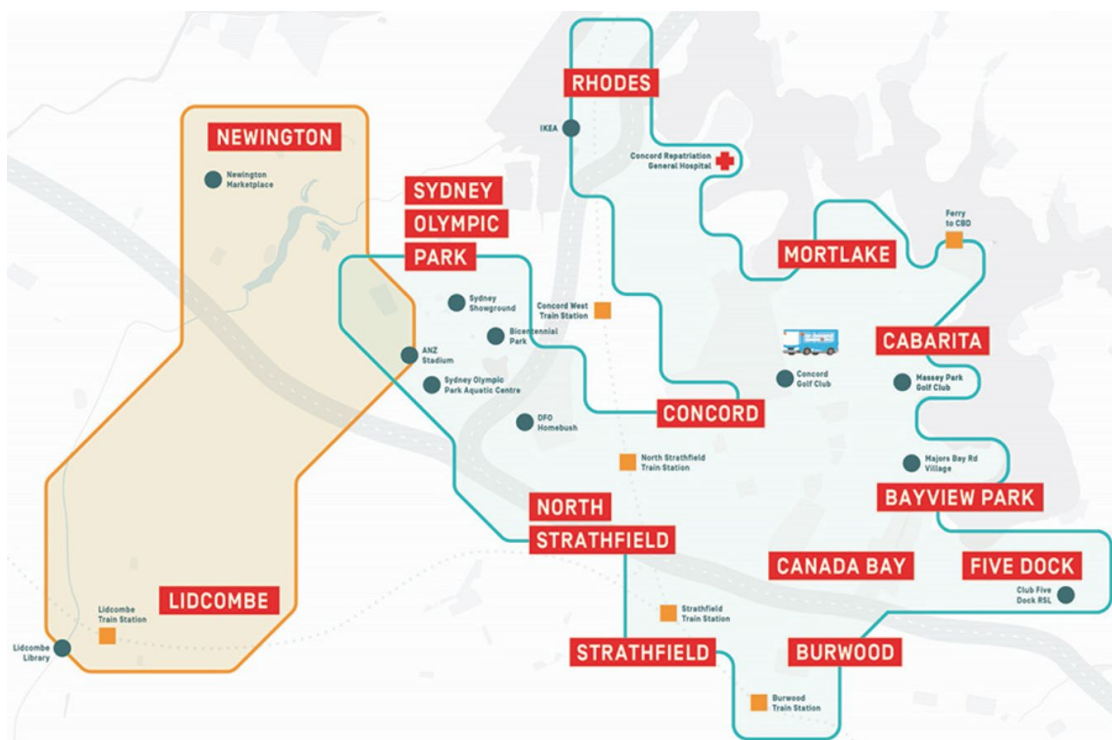 RHODES
NEWINGTON
IKEA
Concord Repatriation
General Hospital
Newington
Marketplace
SYDNEY
OLYMPIC
PARK
Ferry
to CBD
MORTLAKE
Sydney
Showground
Concord West
Train Station
Bicentennial
Park
CABARITA
ANZ
Stadium
Sydney Olympic
Park Aquatic Centre
Concord
Golf Club
Massey Park
Golf Club
CONCORD
DFO
Homebush
North Strathfield
Train Station
Majors Bay Rd
Village
BAYVIEW PARK
NORTH
STRATHFIELD
CANADA BAY
FIVE DOCK
Club Five
Dock RSL
LIDCOMBE
Lidcombe
Train Station
Strathfield
Train Station
Lidcombe
Library
STRATHFIELD
BURWOOD
Burwood
Train Station